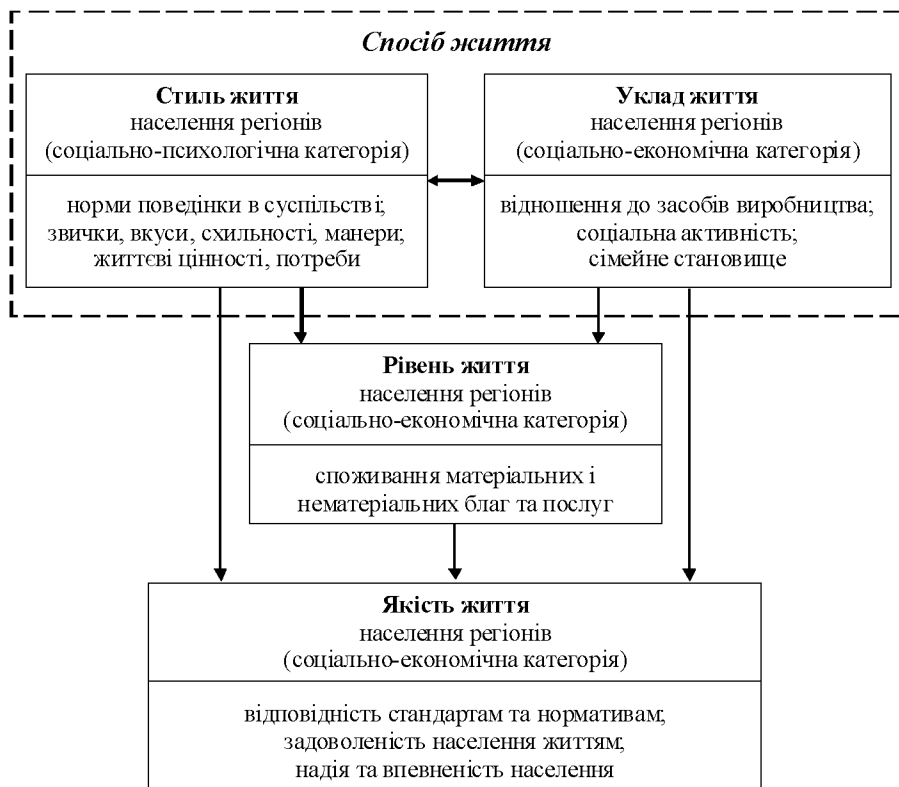 Спосіб життя
Стиль життя
населення регіонів
(соціально-психологічна категорія)
норми поведінки в суспільстві;
звички, вкуси, схильності, манери;
життєві цінності, потреби
Уклад життя
населення регіонів
(соціально-економічна категорія)
відношення до засобів виробництва;
соціальна активність;
сімейне становище
Рівень життя
населення регіонів
(соціально-економічна категорія)
споживання матеріальних і
нематеріальних благ та послуг
Якість життя
населення регіонів
(соціально-економічна категорія)
відповідність стандартам та нормативам;
задоволеність населення життям;
надія та впевненість населення